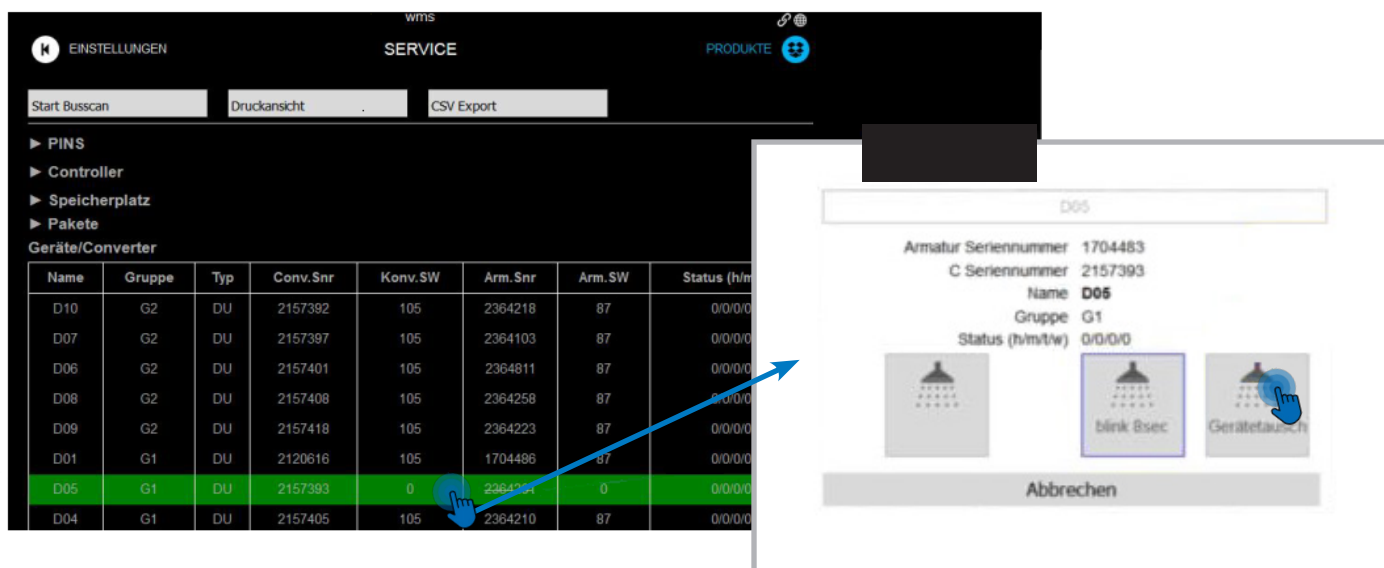 wms
EINSTELLUNGEN SERVICE PRODUKTE
Start Busscan Druckansicht . CSV Export
► PINS
► Controller
► Speicherplatz
► Pakete
Geräte/Converter
Name Gruppe Typ Conv.Snr Konv.SW Arm.Snr Arm.SW Status (h/m
D10 G2 DU 2157392 105 2364218 87 0/0/0/0
D07 G2 DU 2157397 105 2364103 87 0/0/0/0
D06 G2 DU 2157401 105 2364811 87 0/0/0/0
D08 G2 DU 2157408 105 2364258 87 0/0/0/0
D09 G2 DU 2157418 105 2364223 87 0/0/0/0
D01 G1 DU 2120616 105 1704486 87 0/0/0/0
D05 G1 DU 2157393 0 0 0/0/0/0
D04 G1 DU 2157405 105 2364210 87 0/0/0/0
D05
Armatur Seriennummer 1704483
C Seriennummer 2157393
Name D05
Gruppe G1
Status (h/m/t/w) 0/0/0/0
blink 8sec Gerätetausch
Abbrechen